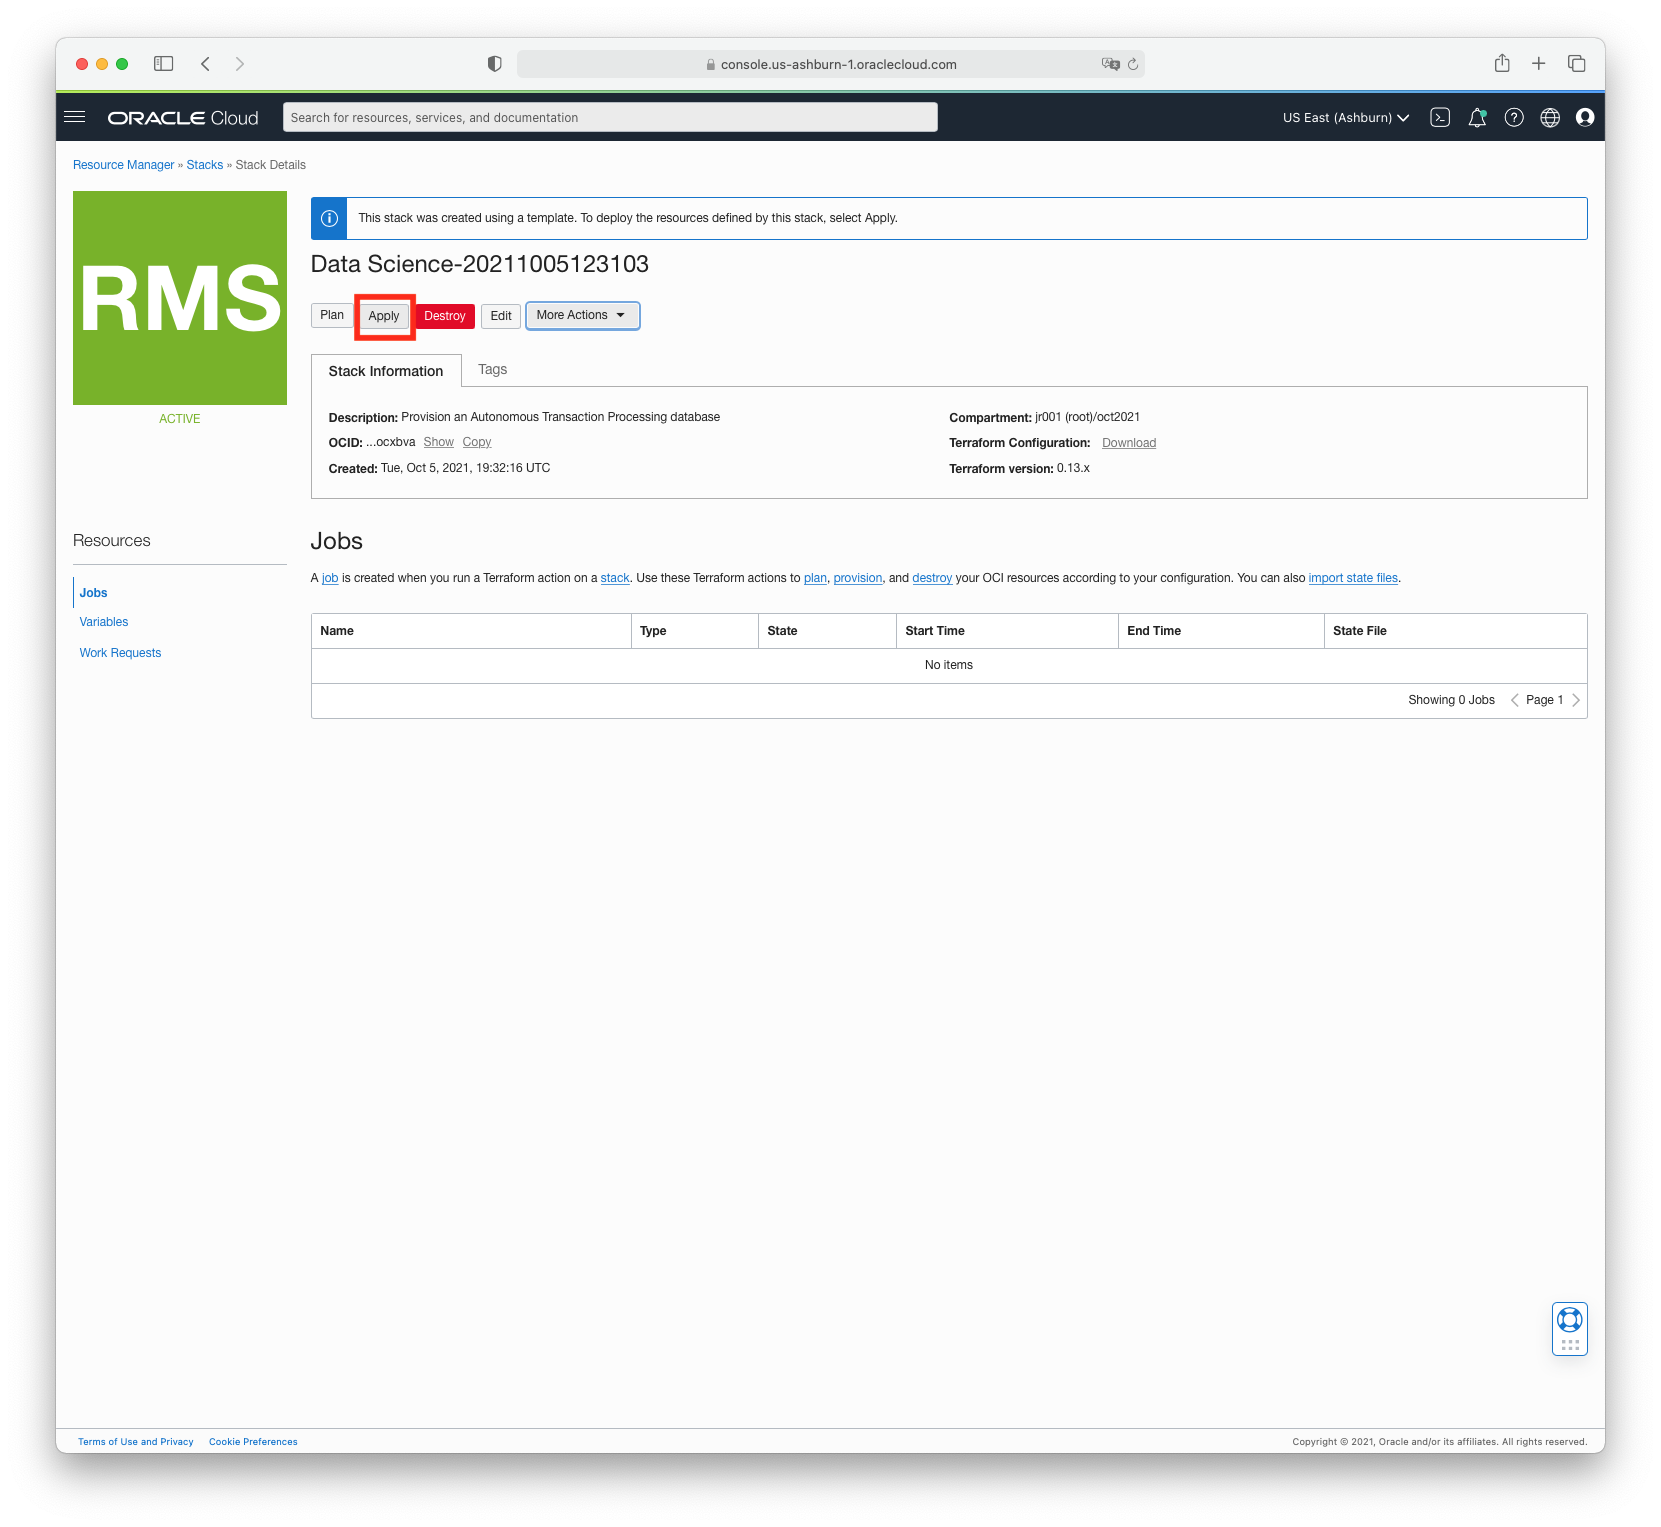 console.us-ashburn-1.oraclecloud.com
ORACLE Cloud
Search for resources, services, and documentation
US East (Ashburn)
Resource Manager » Stacks » Stack Details
RMS
ACTIVE
This stack was created using a template. To deploy the resources defined by this stack, select Apply.
Data Science-20211005123103
Plan Apply Destroy Edit More Actions
Stack Information Tags
Description: Provision an Autonomous Transaction Processing database
OCID: ...ocxbva Show Copy
Created: Tue, Oct 5, 2021, 19:32:16 UTC
Compartment: jr001 (root)/oct2021
Terraform Configuration: Download
Terraform version: 0.13.x
Resources
Jobs
Variables
Work Requests
Jobs
A job is created when you run a Terraform action on a stack. Use these Terraform actions to plan, provision, and destroy your OCI resources according to your configuration. You can also import state files.
Name Type State Start Time End Time State File
No items
Showing 0 Jobs Page 1
Terms of Use and Privacy Cookie Preferences
Copyright © 2021, Oracle and/or its affiliates. All rights reserved.